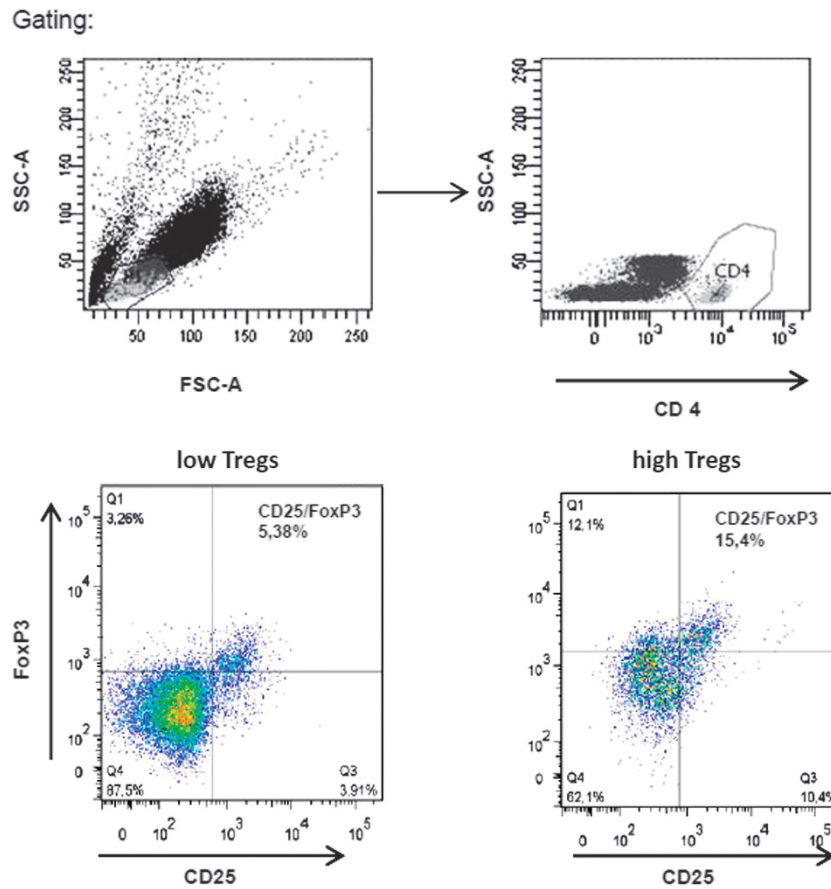 Gating:
SSC-A
250
200
150
100
50
50 100 150 200 250
FSC-A
SSC-A
250
200
150
100
50
CD4
0 10³ 10⁴ 10⁵
CD 4
low Tregs
FoxP3
Q1
3,26%
CD25/FoxP3
5,38%
10⁵
10⁴
10³
10²
0
Q4
87,5%
Q3
3,91%
0 10² 10³ 10⁴ 10⁵
CD25
high Tregs
Q1
12,1%
CD25/FoxP3
15,4%
10⁵
10⁴
10³
10²
0
Q4
62,1%
Q3
10,4%
0 10² 10³ 10⁴ 10⁵
CD25